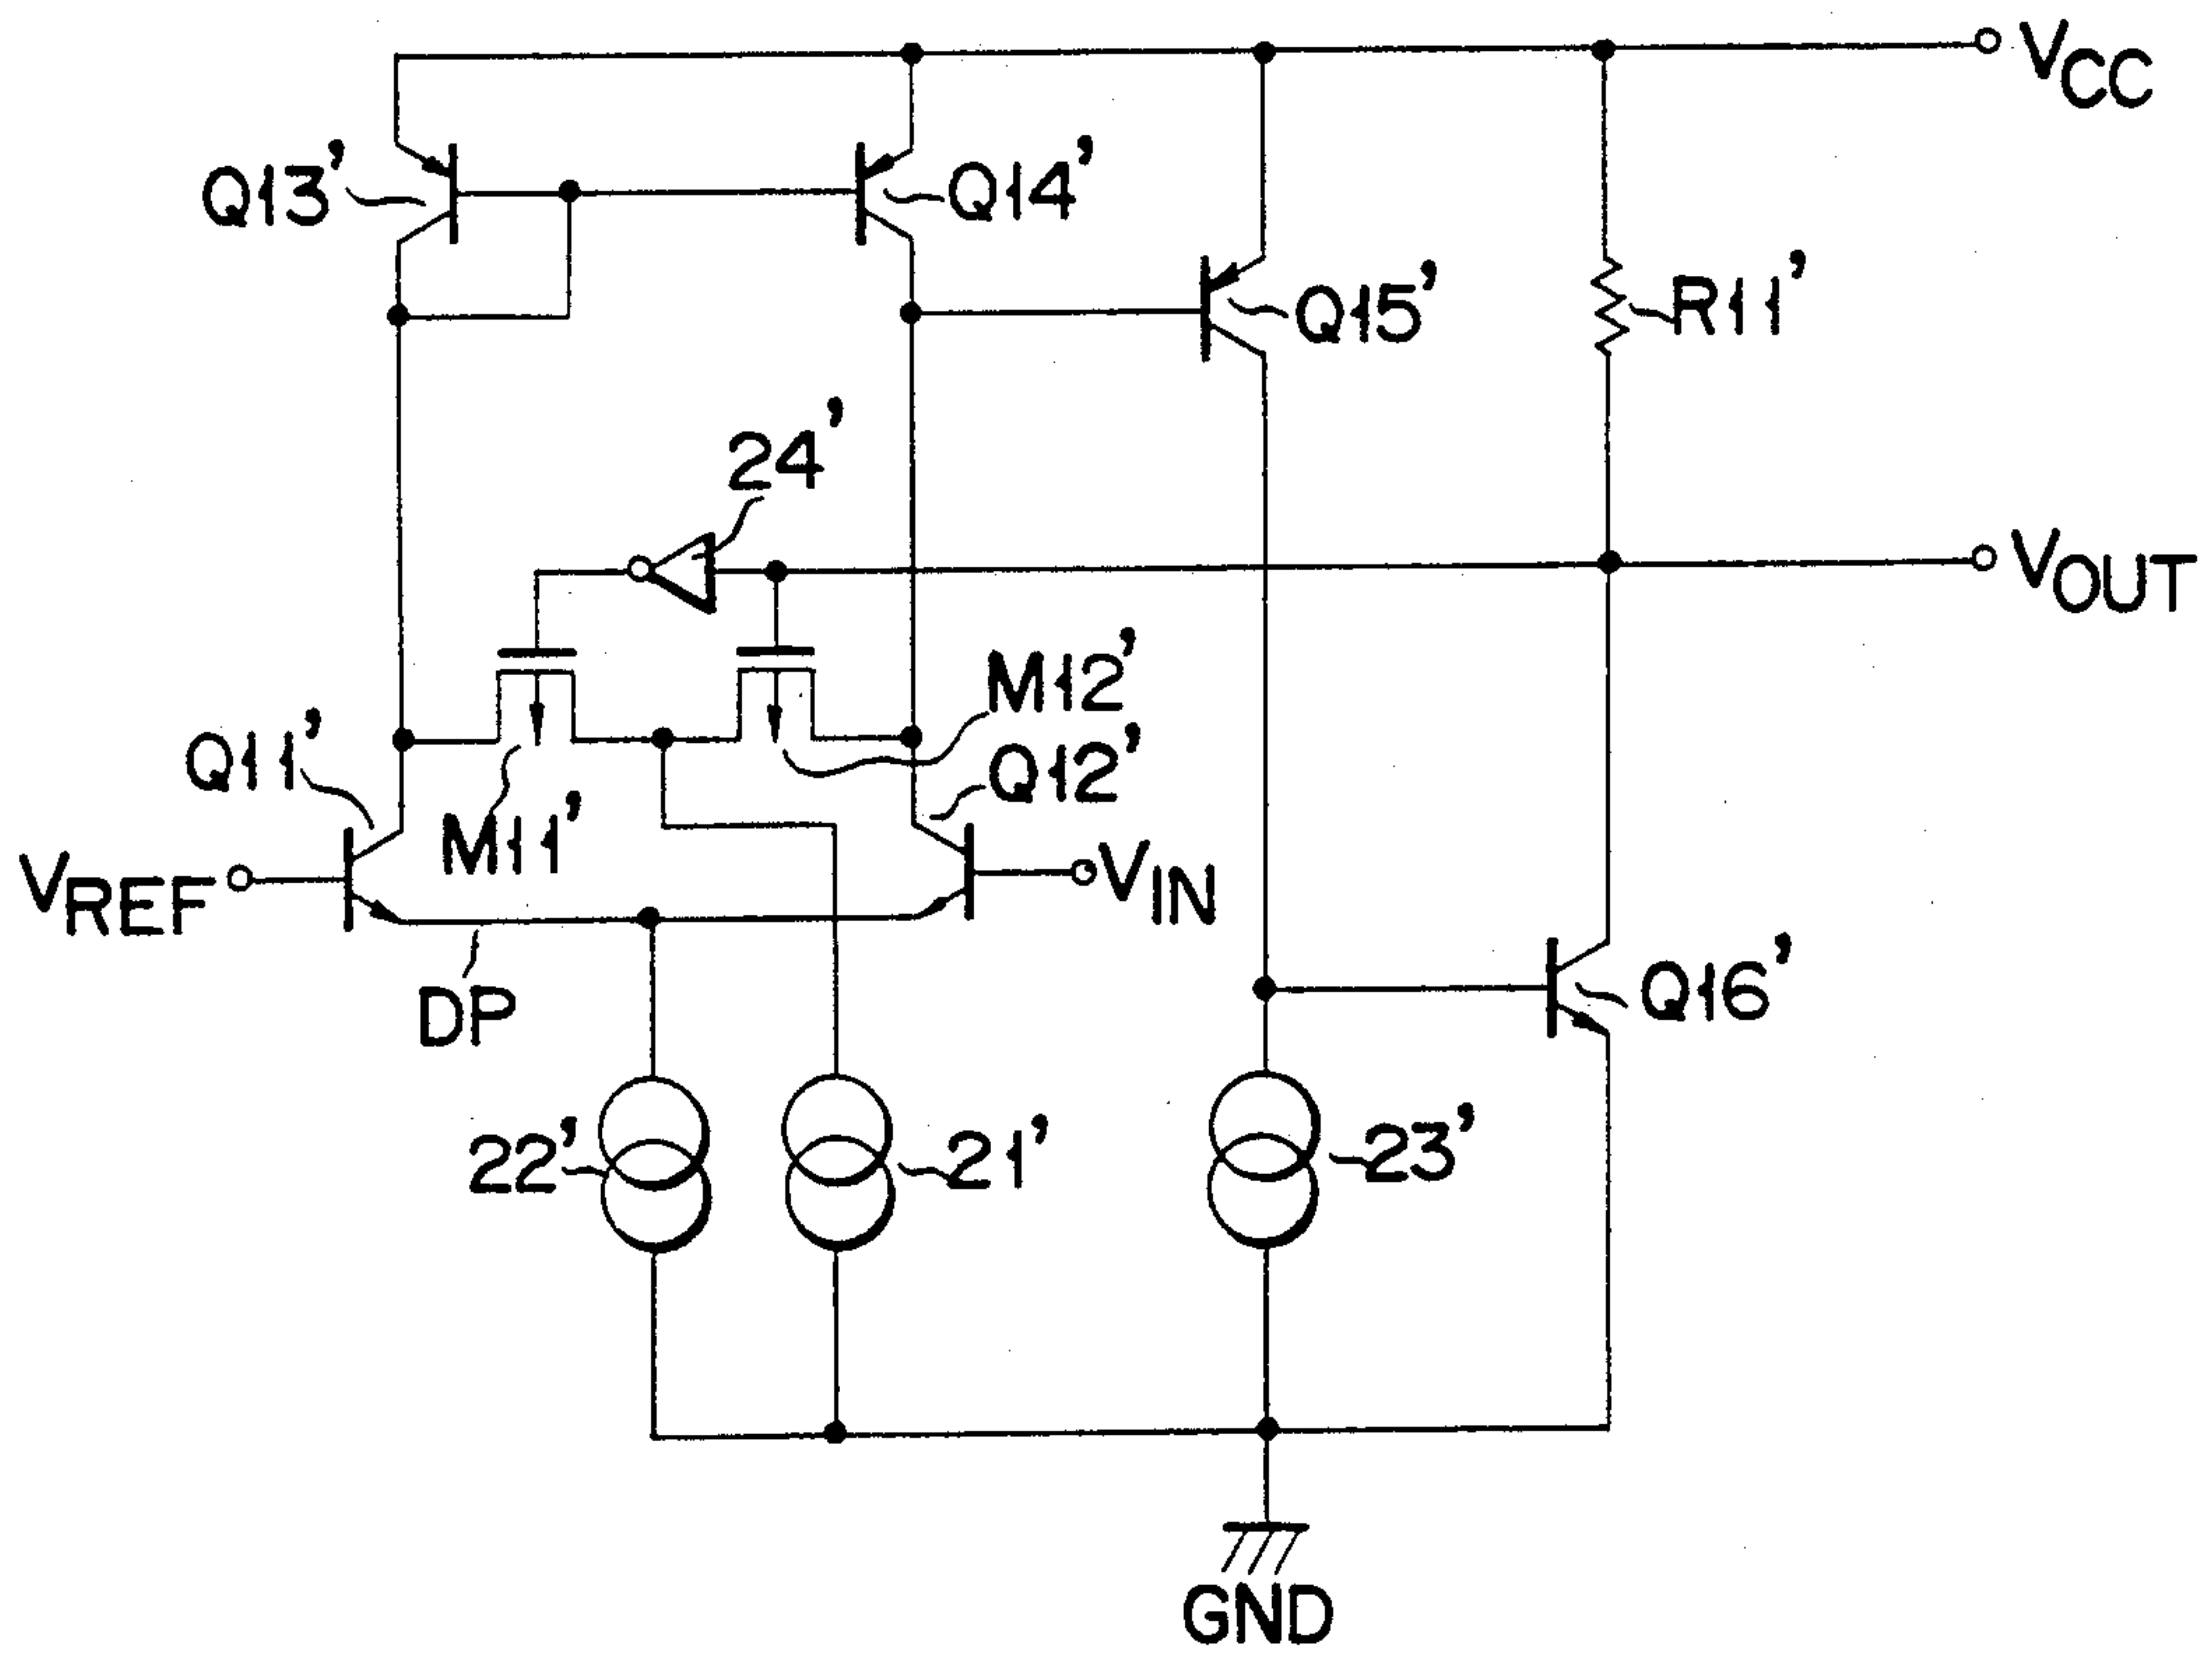 VCC
Q13'
Q14'
Q15'
R11'
24'
VOUT
M12'
Q11'
Q12'
M11'
VREF
VIN
DP
Q16'
22'
21'
23'
GND